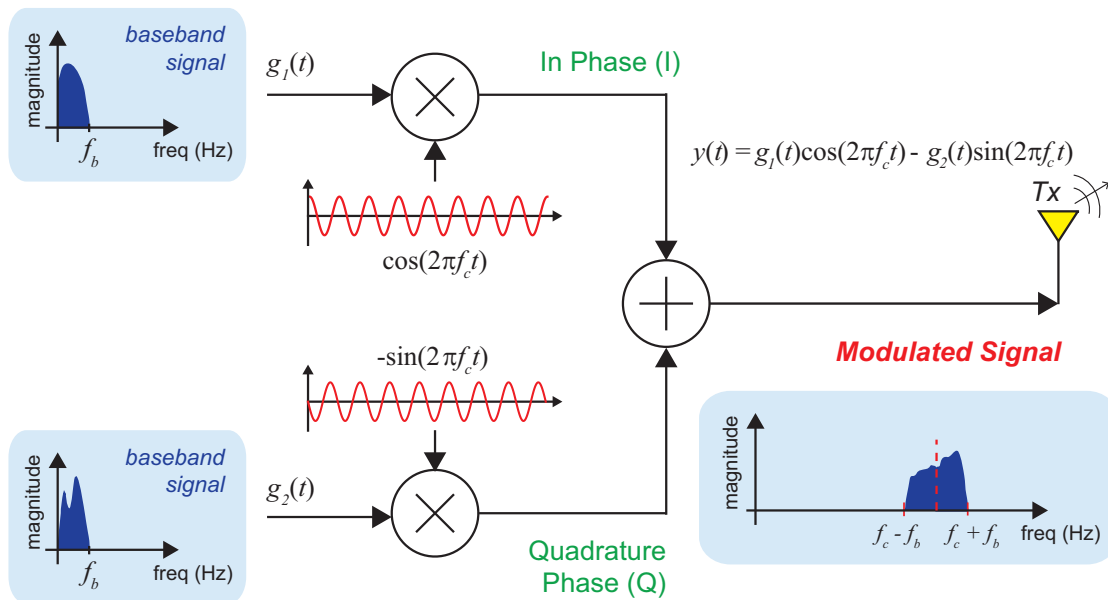 baseband
signal
magnitude
f_b
freq (Hz)
g_1(t)
In Phase (I)
cos(2πf_c t)
y(t) = g_1(t)cos(2πf_c t) - g_2(t)sin(2πf_c t)
Tx
-sin(2πf_c t)
Modulated Signal
baseband
signal
magnitude
f_b
freq (Hz)
g_2(t)
Quadrature
Phase (Q)
magnitude
f_c - f_b
f_c + f_b
freq (Hz)